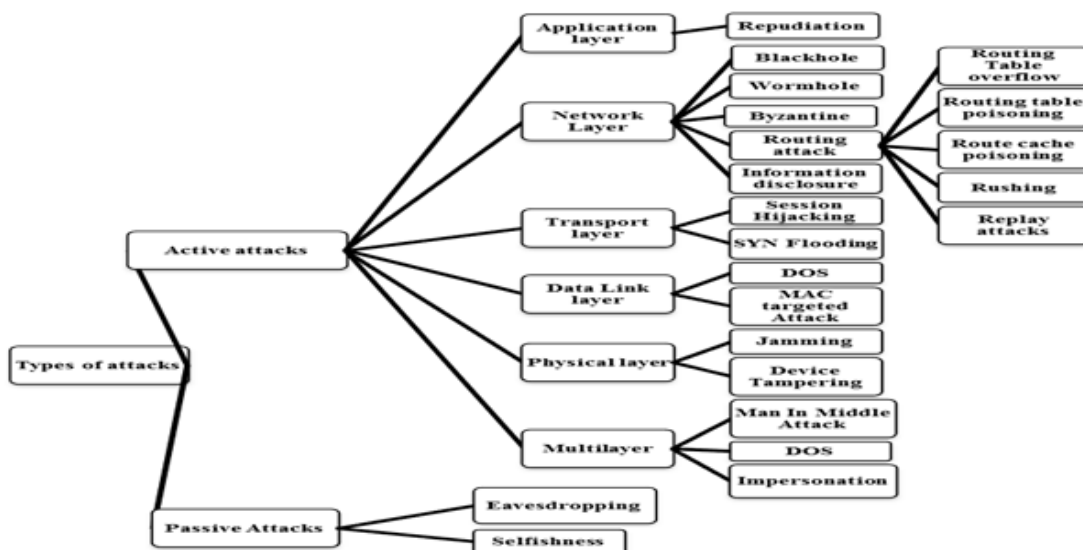 Application
layer
Repudiation
Network
Layer
Blackhole
Wormhole
Byzantine
Routing
attack
Information
disclosure
Routing
Table
overflow
Routing table
poisoning
Route cache
poisoning
Rushing
Replay
attacks
Transport
layer
Session
Hijacking
SYN Flooding
Active attacks
Data Link
layer
DOS
MAC
targeted
Attack
Types of attacks
Physical layer
Jamming
Device
Tampering
Multilayer
Man In Middle
Attack
DOS
Impersonation
Passive Attacks
Eavesdropping
Selfishness